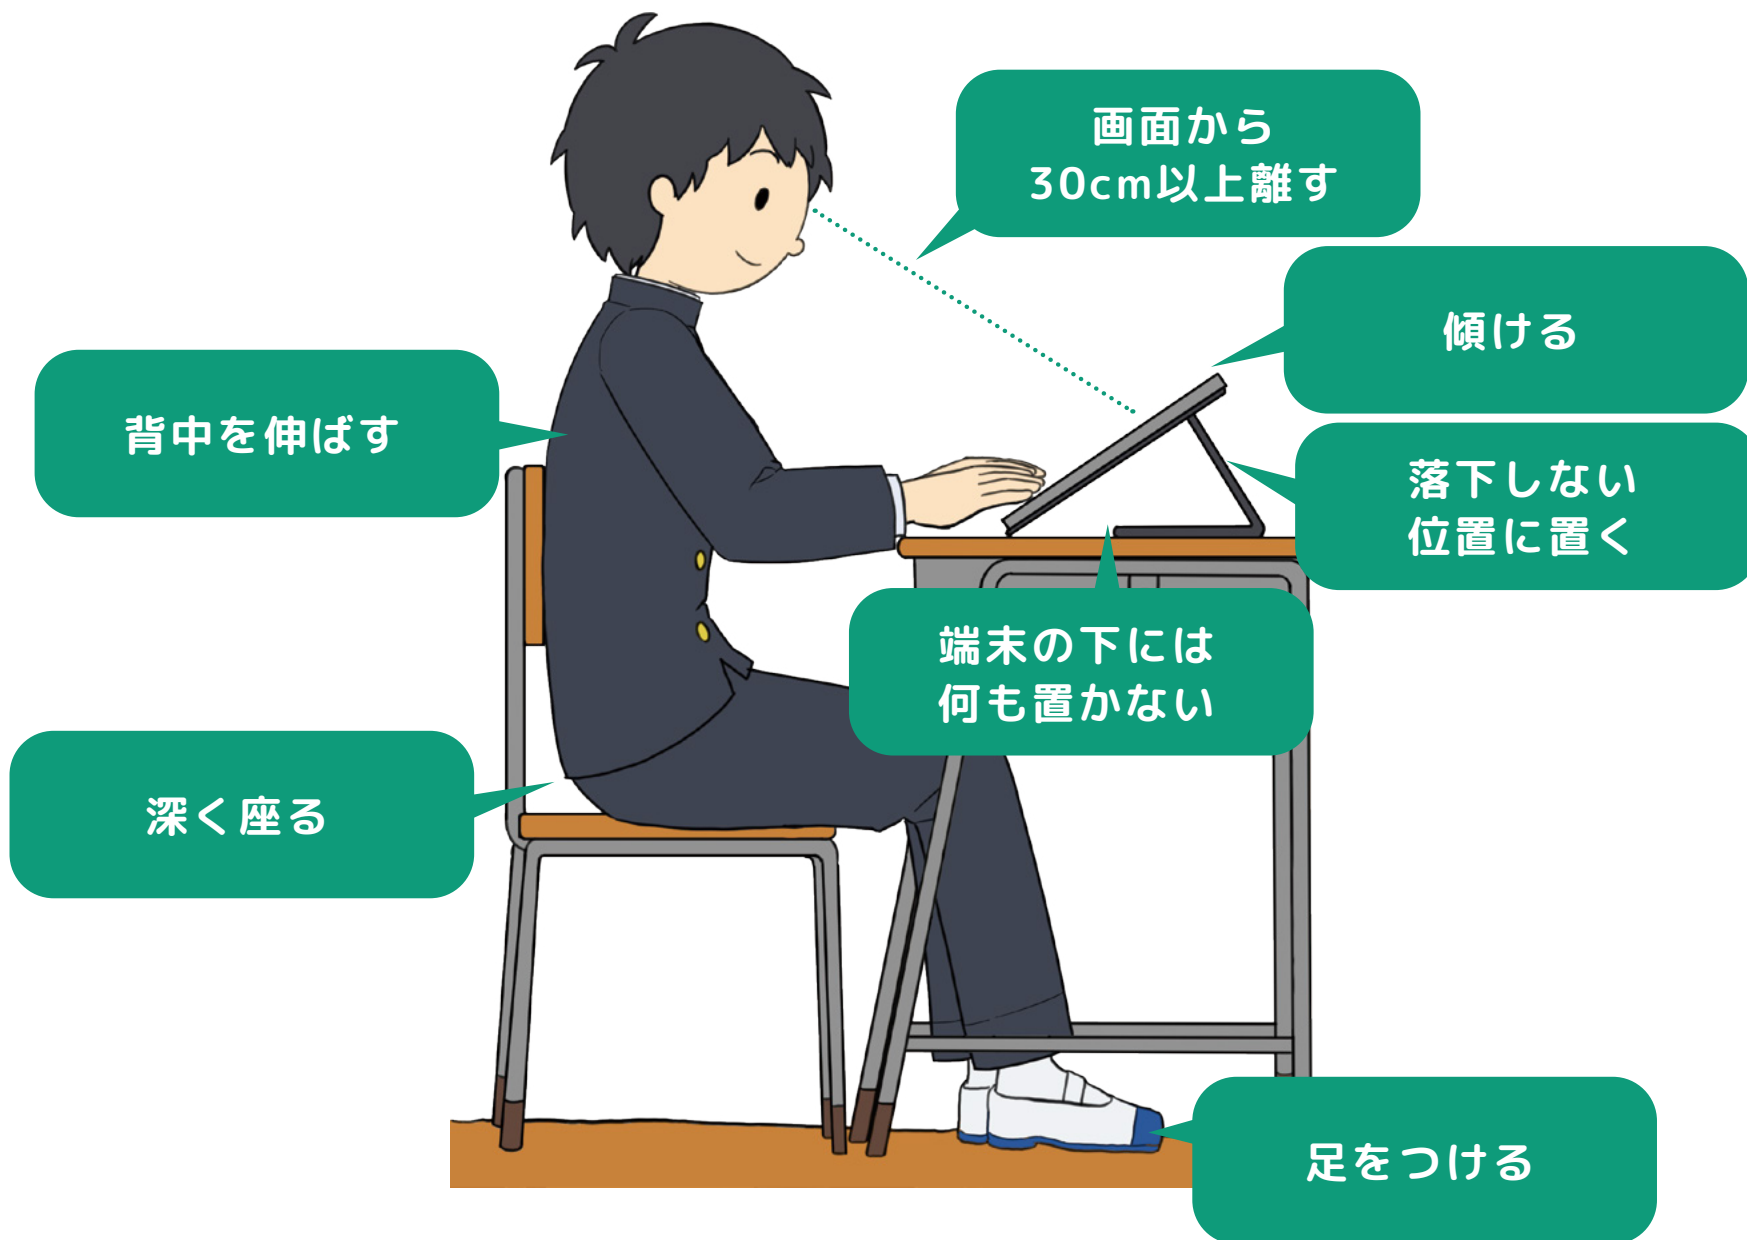 画面から
30cm以上離す
傾ける
背中を伸ばす
落下しない
位置に置く
端末の下には
何も置かない
深く座る
足をつける